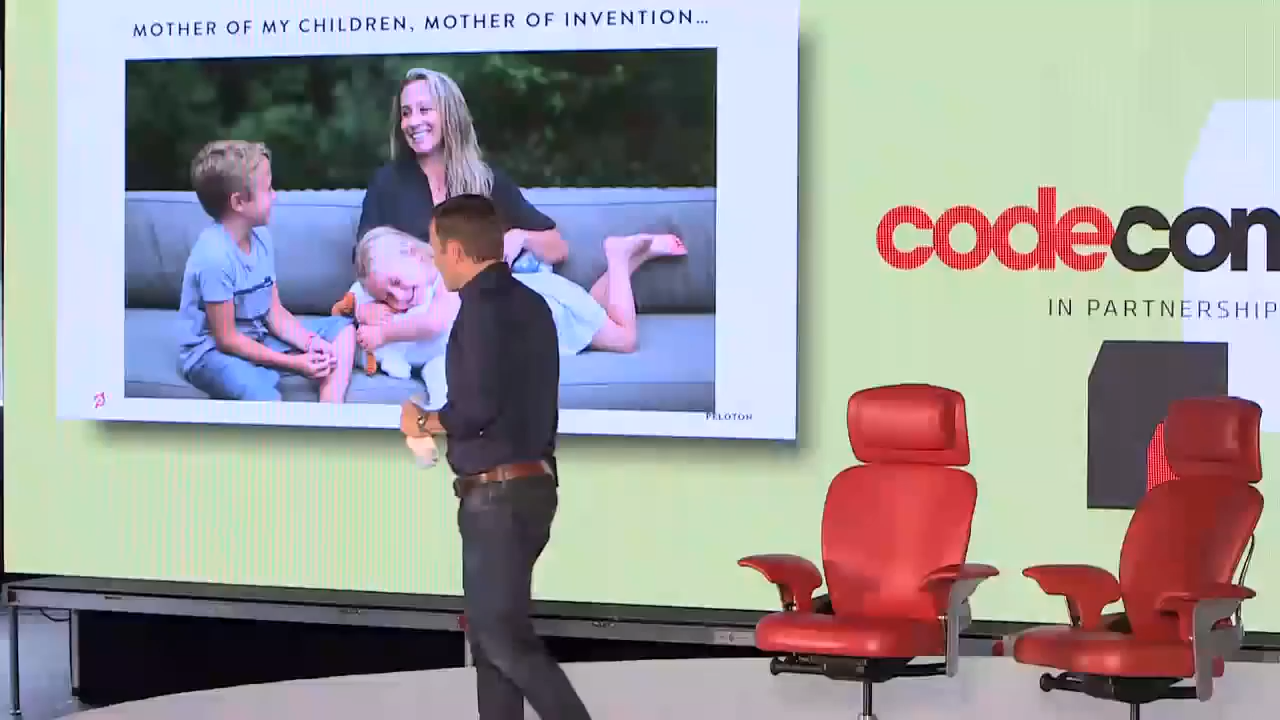 MOTHER OF MY CHILDREN, MOTHER OF INVENTION...
PELOTON
codecon
IN PARTNERSHIP